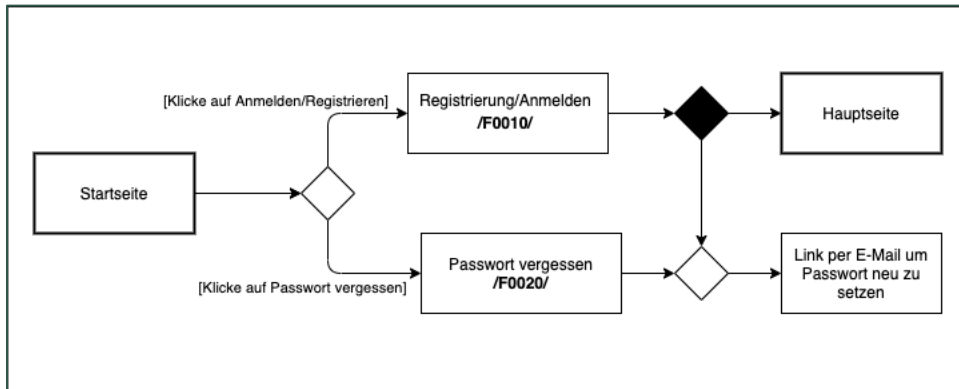 [Klicke auf Anmelden/Registrieren]
Registrierung/Anmelden
/F0010/
Hauptseite
Startseite
[Klicke auf Passwort vergessen]
Passwort vergessen
/F0020/
Link per E-Mail um
Passwort neu zu
setzen